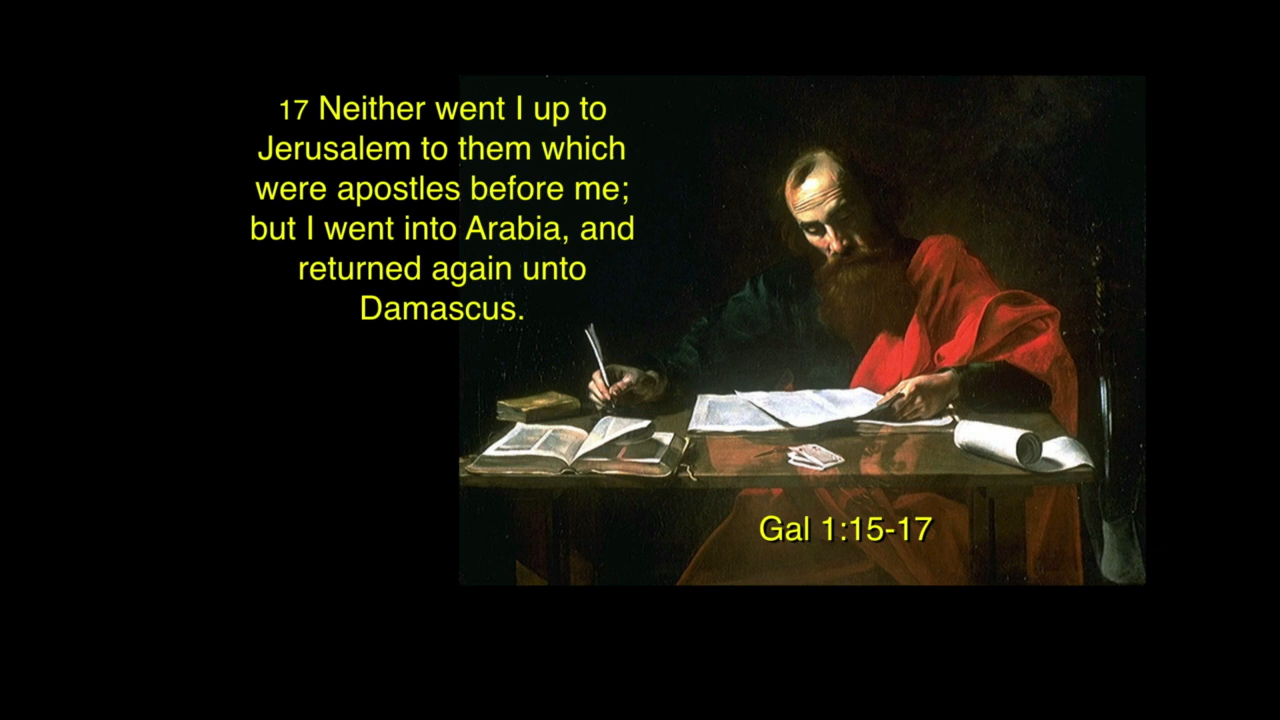 17 Neither went I up to
Jerusalem to them which
were apostles before me;
but I went into Arabia, and
returned again unto
Damascus.
Gal 1:15-17